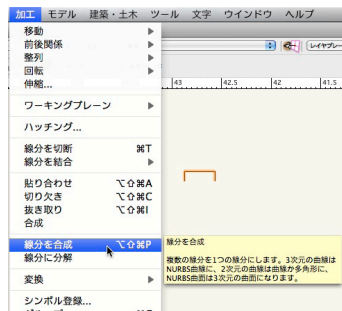 加工 モデル 建築・土木 ツール 文字 ウインドウ ヘルプ
移動
前後関係
整列
回転
伸縮...
レイヤプレー
43 42.5 42 41.5
ワーキングプレーン
ハッチング...
線分を切断 ⌘T
線分を結合
貼り合わせ ⌥⇧⌘A
切り欠き ⌥⇧⌘C
抜き取り ⌥⇧⌘I
合成
線分を合成 ⌥⇧⌘P
線分に分解
変換
シンボル登録...
線分を合成
複数の線分を1つの線分にします。3次元の曲線は
NURBS曲線に、2次元の曲線は曲線か多角形に、
NURBS曲面は3次元の曲面になります。